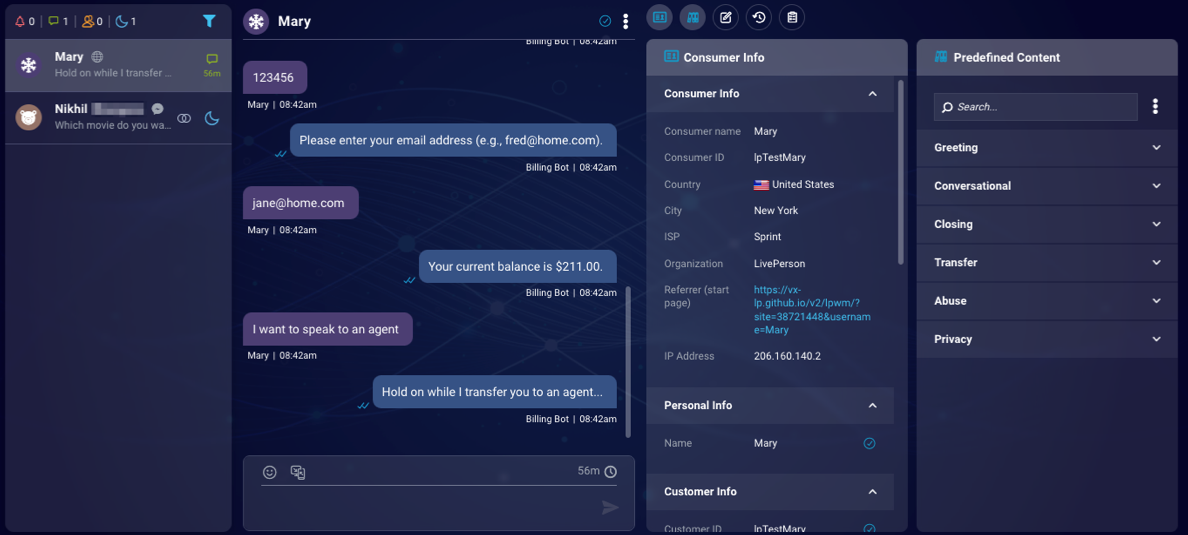 0 | 1 | 0 | 1
Mary
Hold on while I transfer ...
56m
Nikhil
Which movie do you wa...
Mary
Billing Bot | 08:42am
123456
Mary | 08:42am
Please enter your email address (e.g., fred@home.com).
Billing Bot | 08:42am
jane@home.com
Mary | 08:42am
Your current balance is $211.00.
Billing Bot | 08:42am
I want to speak to an agent
Mary | 08:42am
Hold on while I transfer you to an agent...
Billing Bot | 08:42am
56m
Consumer Info
Consumer Info
Consumer name Mary
Consumer ID lpTestMary
Country United States
City New York
ISP Sprint
Organization LivePerson
Referrer (start page) https://vx-
lp.github.io/v2/lpwm/?
site=38721448&usernam
e=Mary
IP Address 206.160.140.2
Personal Info
Name Mary
Customer Info
Customer ID lpTestMary
Predefined Content
Search...
Greeting
Conversational
Closing
Transfer
Abuse
Privacy